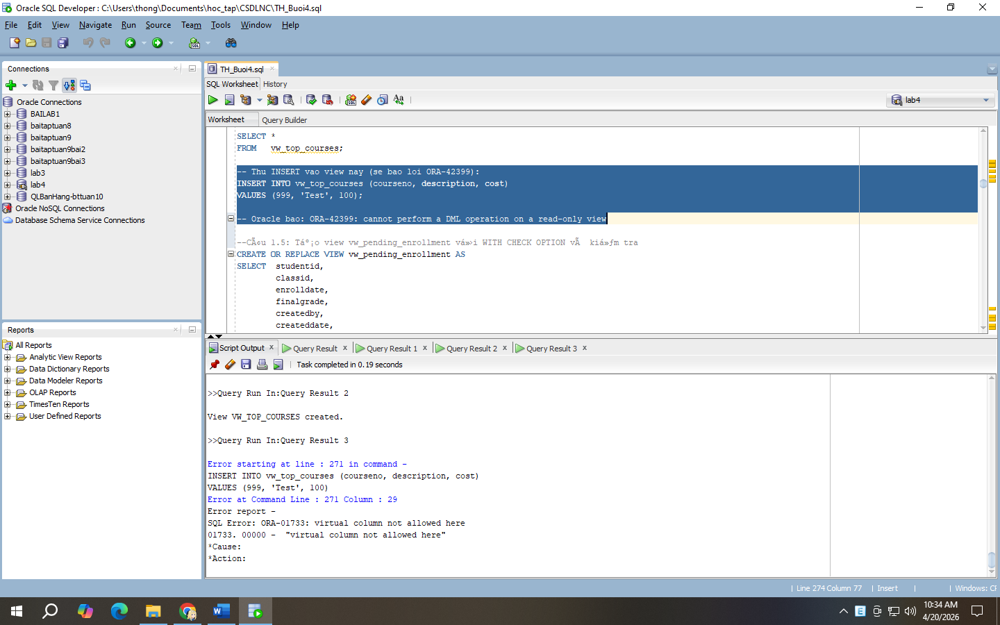 Oracle SQL Developer : C:\Users\thong\Documents\hoc_tap\CSDLNC\TH_Buoi4.sql
File Edit View Navigate Run Source Team Tools Window Help
Connections
Oracle Connections
BAILAB1
baitaptuan8
baitaptuan9
baitaptuan9bai2
baitaptuan9bai3
lab3
lab4
QLBanHang-bttuan10
Oracle NoSQL Connections
Database Schema Service Connections
Reports
All Reports
Analytic View Reports
Data Dictionary Reports
Data Modeler Reports
OLAP Reports
TimesTen Reports
User Defined Reports
TH_Buoi4.sql
SQL Worksheet History
lab4
Worksheet Query Builder
SELECT *
FROM vw_top_courses;
-- Thu INSERT vao view nay (se bao loi ORA-42399):
INSERT INTO vw_top_courses (courseno, description, cost)
VALUES (999, 'Test', 100);
-- Oracle bao: ORA-42399: cannot perform a DML operation on a read-only view
--CÃ¢u 1.5: Táº¡o view vw_pending_enrollment vá»›i WITH CHECK OPTION vÃ  kiá»ƒm tra
CREATE OR REPLACE VIEW vw_pending_enrollment AS
SELECT studentid,
classid,
enrolldate,
finalgrade,
createdby,
createddate,
Script Output Query Result Query Result 1 Query Result 2 Query Result 3
Task completed in 0.19 seconds
>>Query Run In:Query Result 2
View VW_TOP_COURSES created.
>>Query Run In:Query Result 3
Error starting at line : 271 in command -
INSERT INTO vw_top_courses (courseno, description, cost)
VALUES (999, 'Test', 100)
Error at Command Line : 271 Column : 29
Error report -
SQL Error: ORA-01733: virtual column not allowed here
01733. 00000 - "virtual column not allowed here"
*Cause:
*Action:
Line 274 Column 77 Insert Windows: CF
10:34 AM
4/20/2026